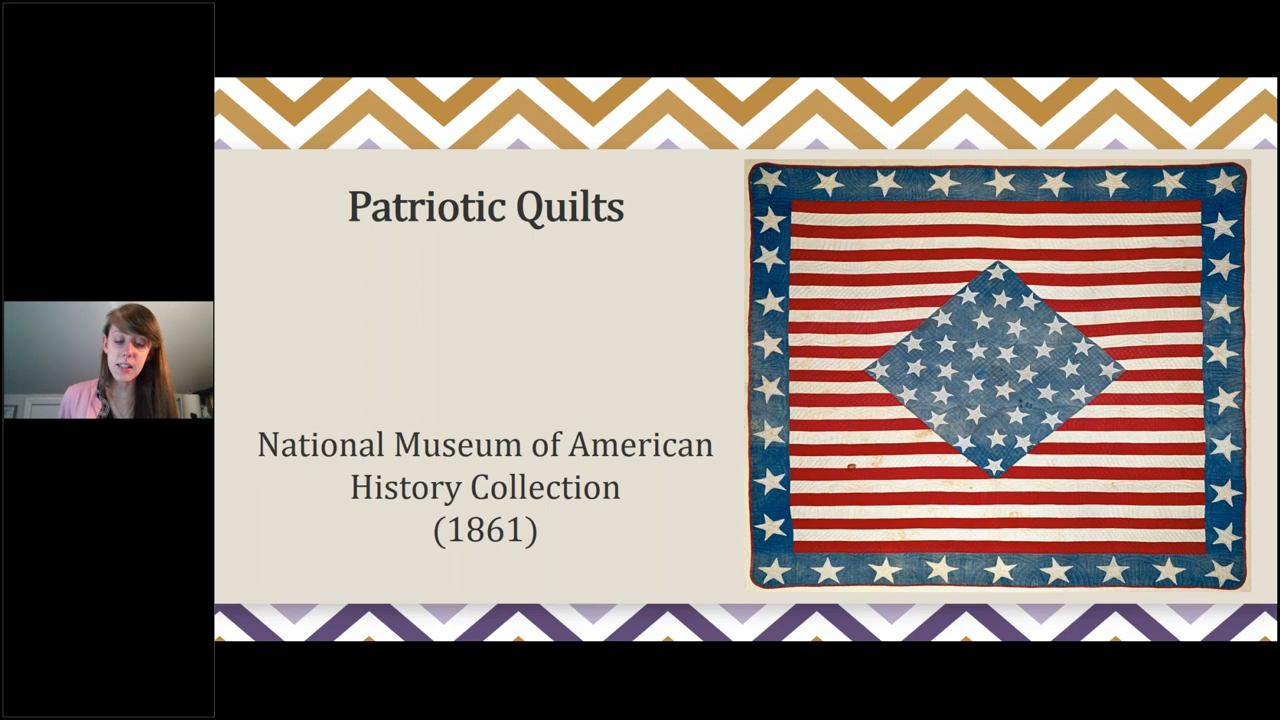 Patriotic Quilts
National Museum of American
History Collection
(1861)